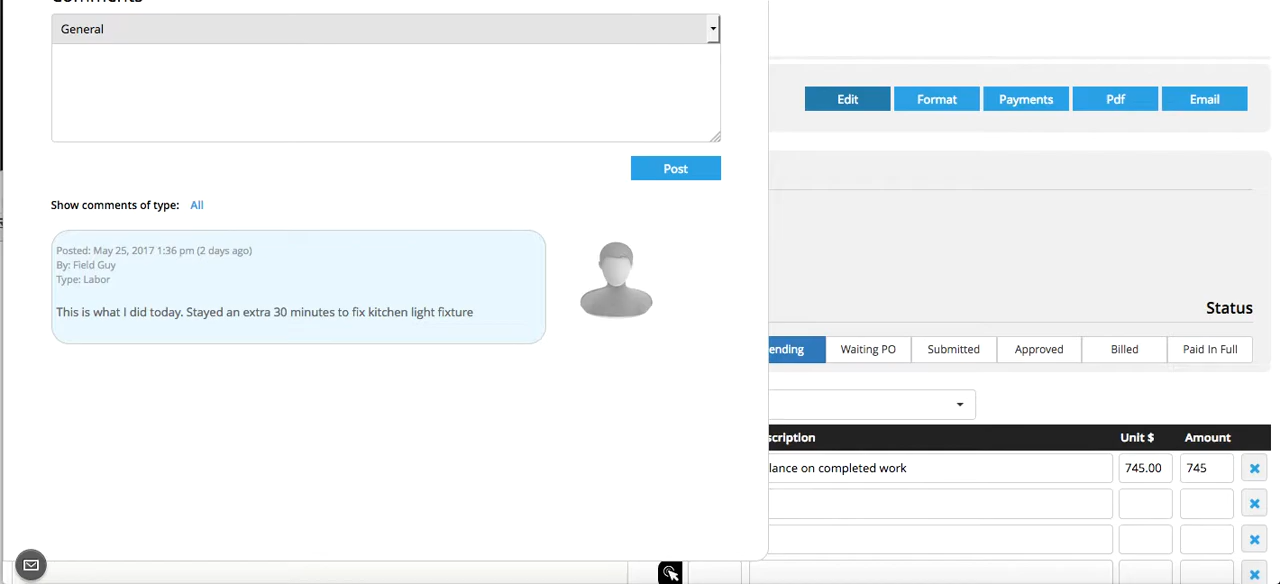 Comments
General
Post
Show comments of type: All
Posted: May 25, 2017 1:36 pm (2 days ago)
By: Field Guy
Type: Labor
This is what I did today. Stayed an extra 30 minutes to fix kitchen light fixture
Edit Format Payments Pdf Email
Status
ending Waiting PO Submitted Approved Billed Paid In Full
scription Unit $ Amount
lance on completed work 745.00 745